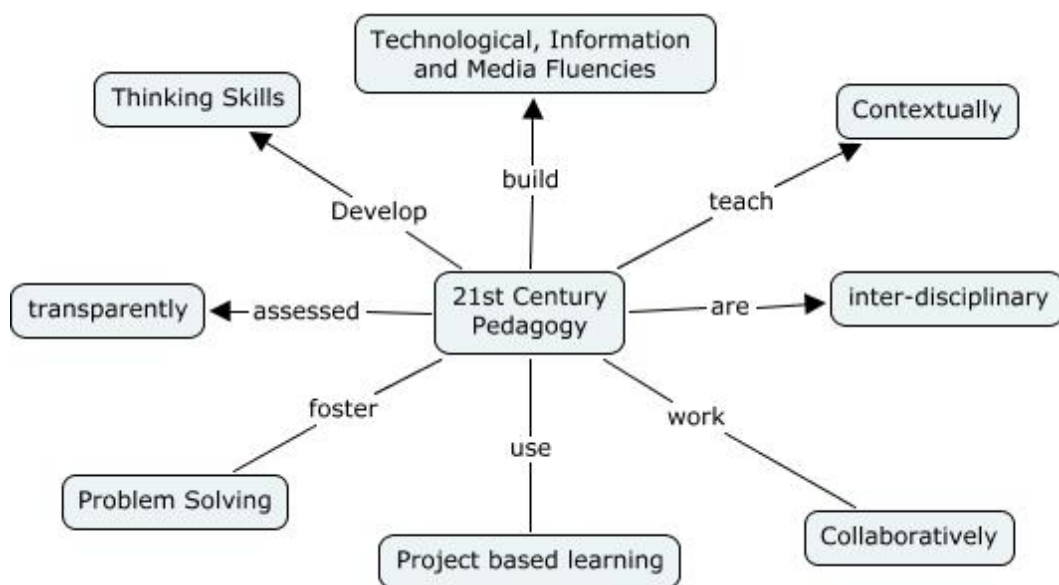 Technological, Information
and Media Fluencies
Thinking Skills
Contextually
build
teach
Develop
21st Century
Pedagogy
transparently
assessed
are
inter-disciplinary
foster
work
use
Problem Solving
Collaboratively
Project based learning